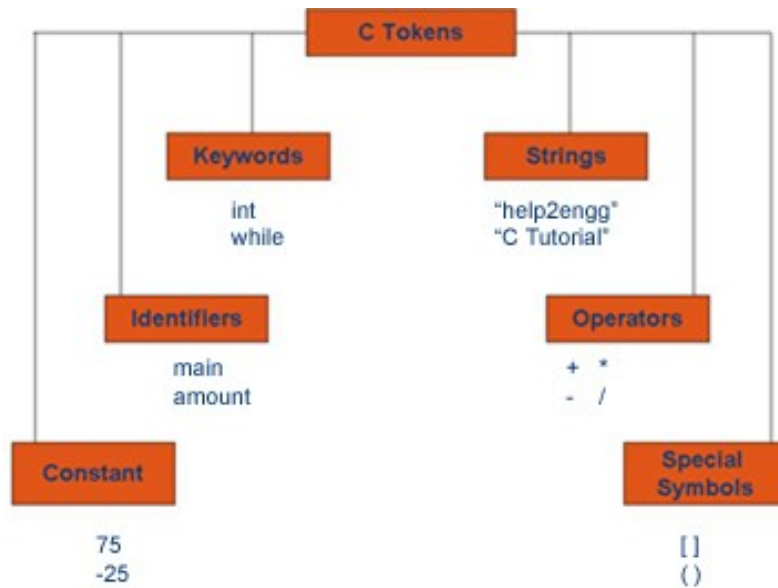 C Tokens
Keywords
Strings
int
while
“help2engg”
“C Tutorial”
Identifiers
Operators
main
amount
+ *
- /
Constant
Special
Symbols
75
-25
[ ]
( )